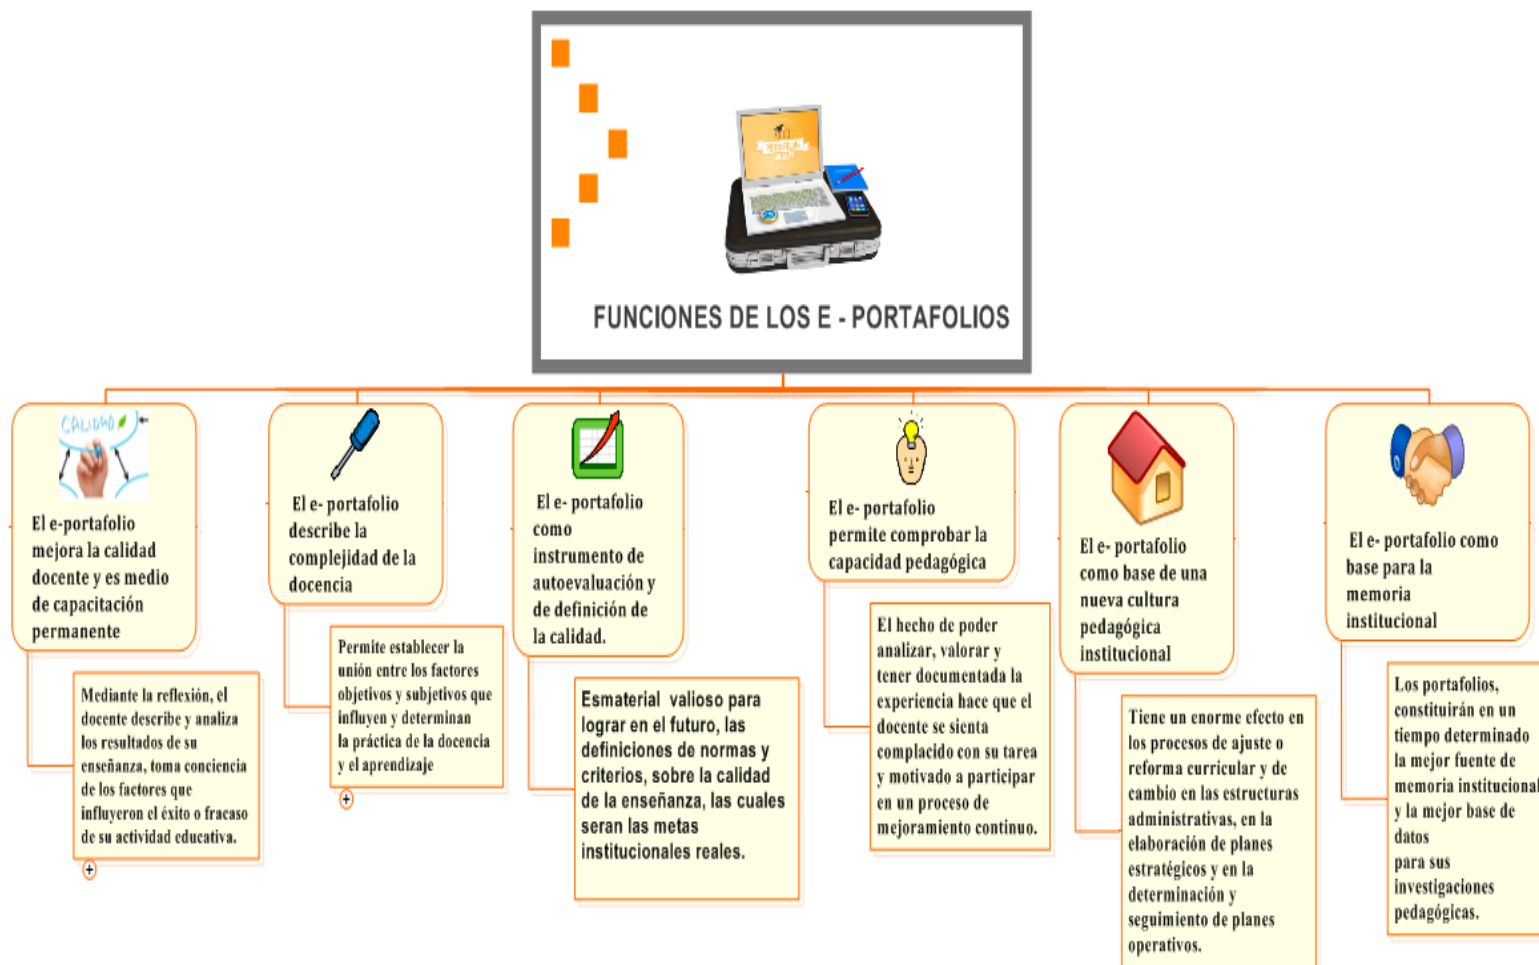 FUNCIONES DE LOS E - PORTAFOLIOS
CALIDAD
El e-portafolio
mejora la calidad
docente y es medio
de capacitación
permanente
Mediante la reflexión, el
docente describe y analiza
los resultados de su
enseñanza, toma conciencia
de los factores que
influyeron el éxito o fracaso
de su actividad educativa.
El e- portafolio
describe la
complejidad de la
docencia
Permite establecer la
unión entre los factores
objetivos y subjetivos que
influyen y determinan
la práctica de la docencia
y el aprendizaje
El e- portafolio
como
instrumento de
autoevaluación y
de definición de
la calidad.
Esmaterial valioso para
lograr en el futuro, las
definiciones de normas y
criterios, sobre la calidad
de la enseñanza, las cuales
seran las metas
institucionales reales.
El e- portafolio
permite comprobar la
capacidad pedagógica
El hecho de poder
analizar, valorar y
tener documentada la
experiencia hace que el
docente se sienta
complacido con su tarea
y motivado a participar
en un proceso de
mejoramiento continuo.
El e- portafolio
como base de una
nueva cultura
pedagógica
institucional
Tiene un enorme efecto en
los procesos de ajuste o
reforma curricular y de
cambio en las estructuras
administrativas, en la
elaboración de planes
estratégicos y en la
determinación y
seguimiento de planes
operativos.
El e- portafolio como
base para la
memoria
institucional
Los portafolios,
constituirán en un
tiempo determinado
la mejor fuente de
memoria institucional
y la mejor base de
datos
para sus
investigaciones
pedagógicas.